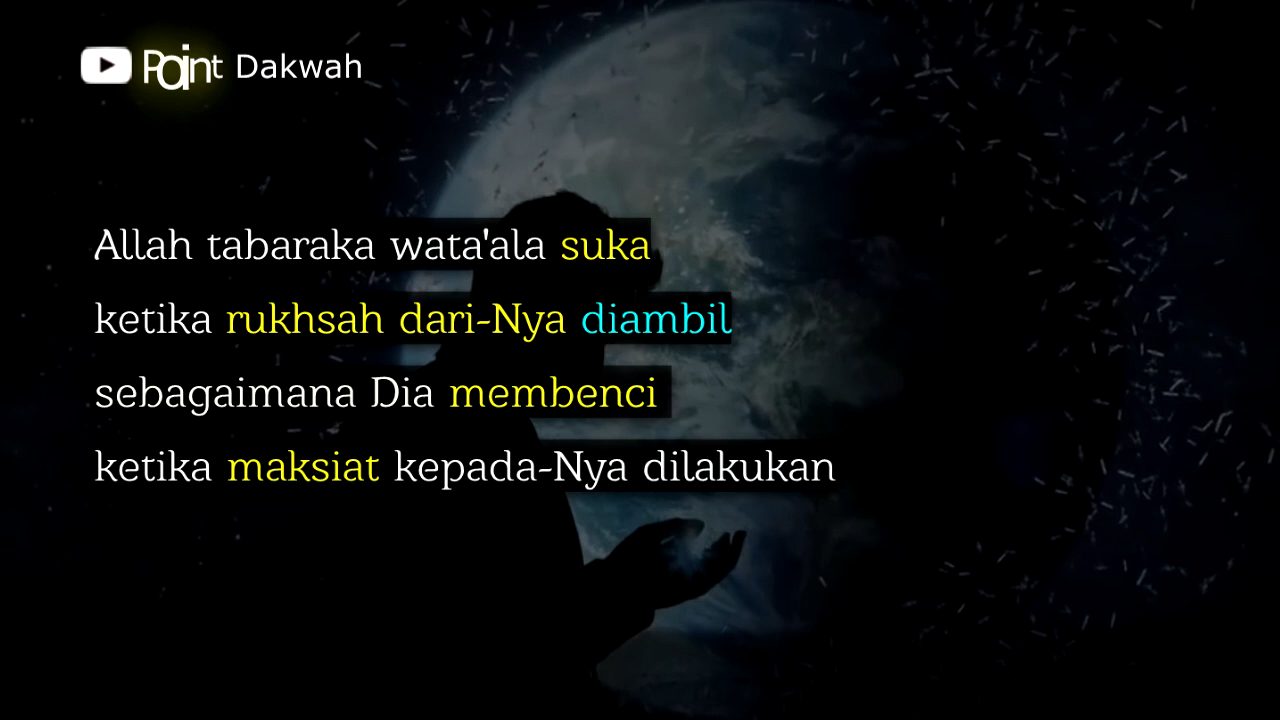 Point Dakwah
Allah tabaraka wata'ala suka
ketika rukhsah dari-Nya diambil
sebagaimana Dia membenci
ketika maksiat kepada-Nya dilakukan